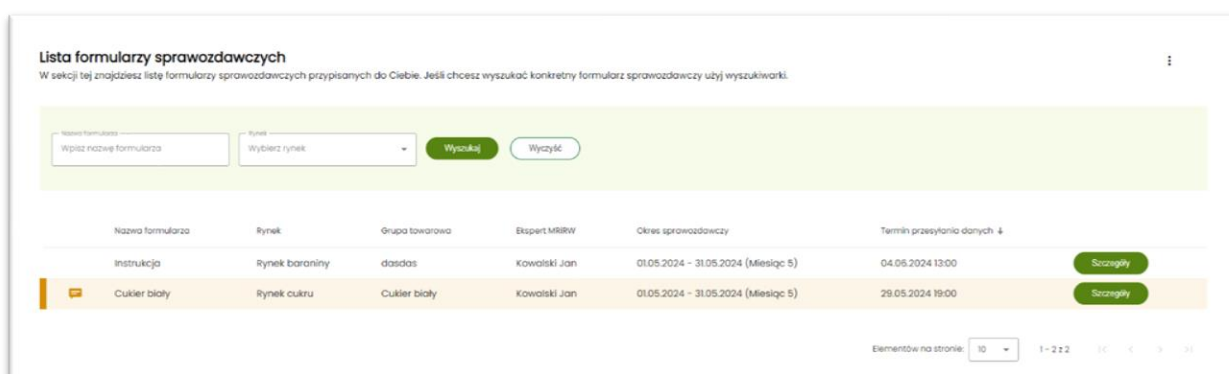 Lista formularzy sprawozdawczych
W sekcji tej znajdziesz listę formularzy sprawozdawczych przypisanych do Ciebie. Jeśli chcesz wyszukać konkretny formularz sprawozdawczy użyj wyszukiwarki.
Nazwa formularza Rynek
Wpisz nazwę formularza Wybierz rynek Wyszukaj Wyczyść
Nazwa formularza Rynek Grupa towarowa Ekspert MRiRW Okres sprawozdawczy Termin przesyłania danych ↓
Instrukcja Rynek baraniny dasdas Kowalski Jan 01.05.2024 - 31.05.2024 (Miesiąc 5) 04.06.2024 13:00 Szczegóły
Cukier biały Rynek cukru Cukier biały Kowalski Jan 01.05.2024 - 31.05.2024 (Miesiąc 5) 29.05.2024 19:00 Szczegóły
Elementów na stronie: 10 1 - 2 z 2